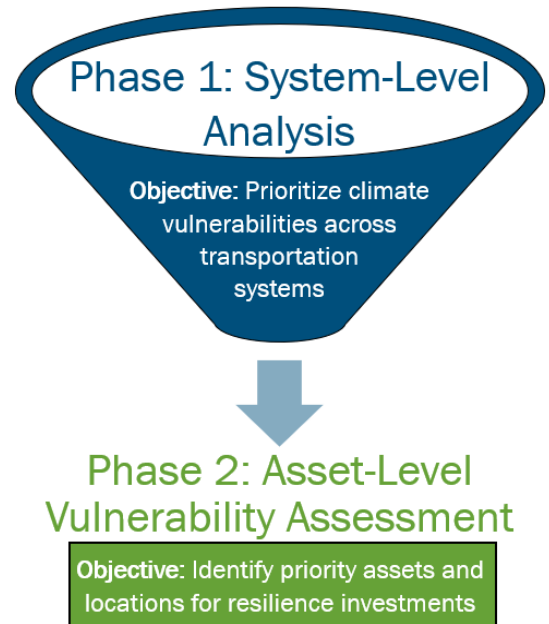 Phase 1: System-Level
Analysis
Objective: Prioritize climate
vulnerabilities across
transportation
systems
Phase 2: Asset-Level
Vulnerability Assessment
Objective: Identify priority assets and
locations for resilience investments